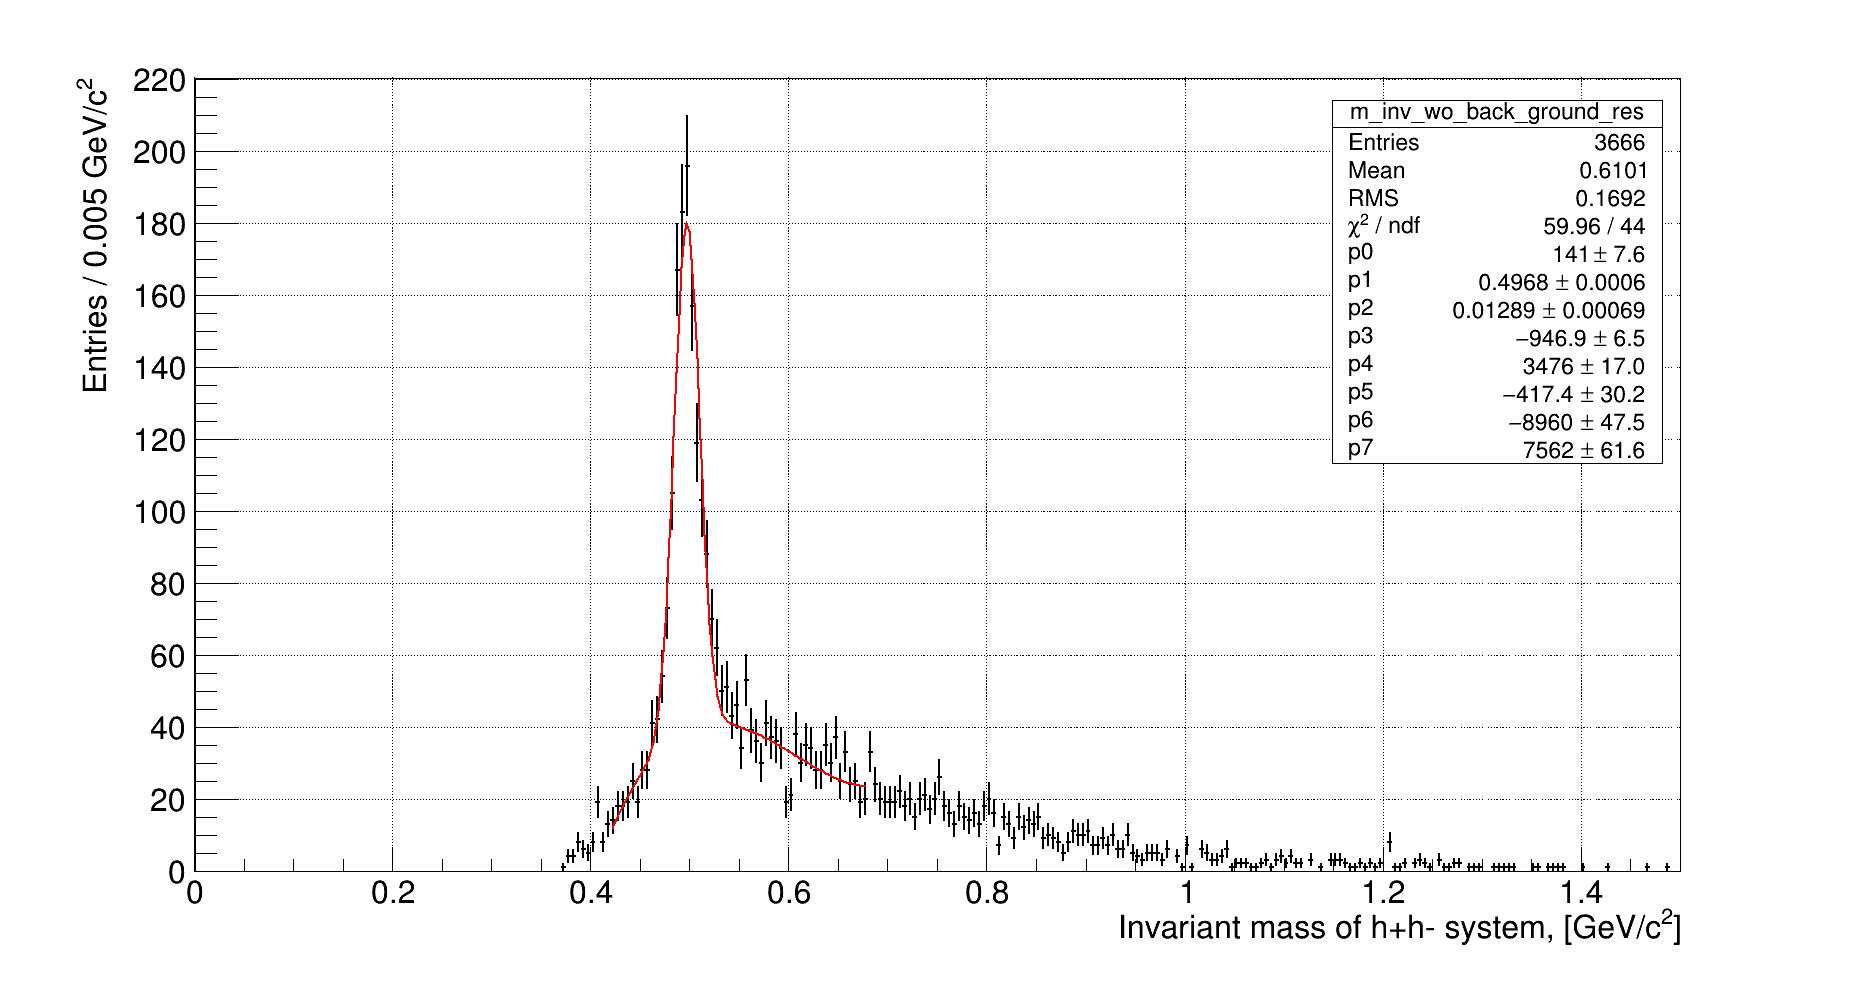 Entries / 0.005 GeV/c²
220
200
180
160
140
120
100
80
60
40
20
0
m_inv_wo_back_ground_res
Entries 3666
Mean 0.6101
RMS 0.1692
χ² / ndf 59.96 / 44
p0 141 ± 7.6
p1 0.4968 ± 0.0006
p2 0.01289 ± 0.00069
p3 −946.9 ± 6.5
p4 3476 ± 17.0
p5 −417.4 ± 30.2
p6 −8960 ± 47.5
p7 7562 ± 61.6
0 0.2 0.4 0.6 0.8 1 1.2 1.4
Invariant mass of h+h- system, [GeV/c²]